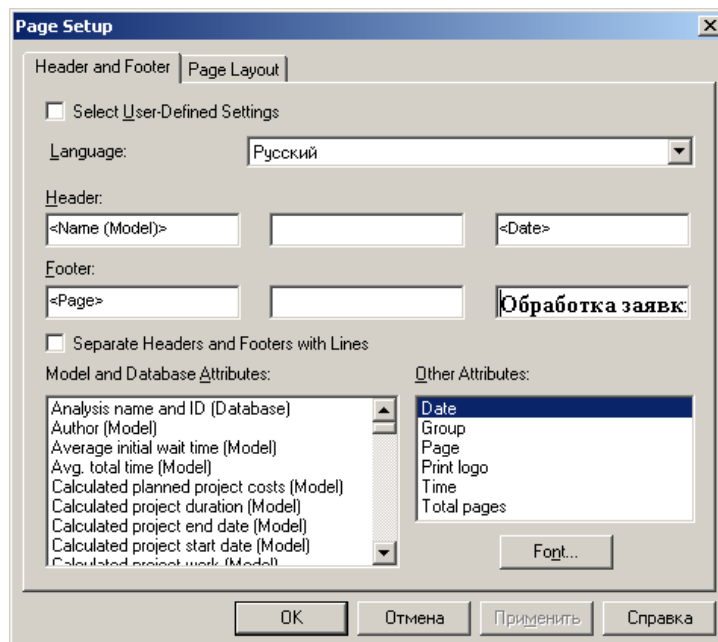 Page Setup
Header and Footer
Page Layout
Select User-Defined Settings
Language:
Русский
Header:
<Name (Model)>
<Date>
Footer:
<Page>
Обработка заявк
Separate Headers and Footers with Lines
Model and Database Attributes:
Analysis name and ID (Database)
Author (Model)
Average initial wait time (Model)
Avg. total time (Model)
Calculated planned project costs (Model)
Calculated project duration (Model)
Calculated project end date (Model)
Calculated project start date (Model)
Calculated project work (Model)
Other Attributes:
Date
Group
Page
Print logo
Time
Total pages
Font...
OK
Отмена
Применить
Справка